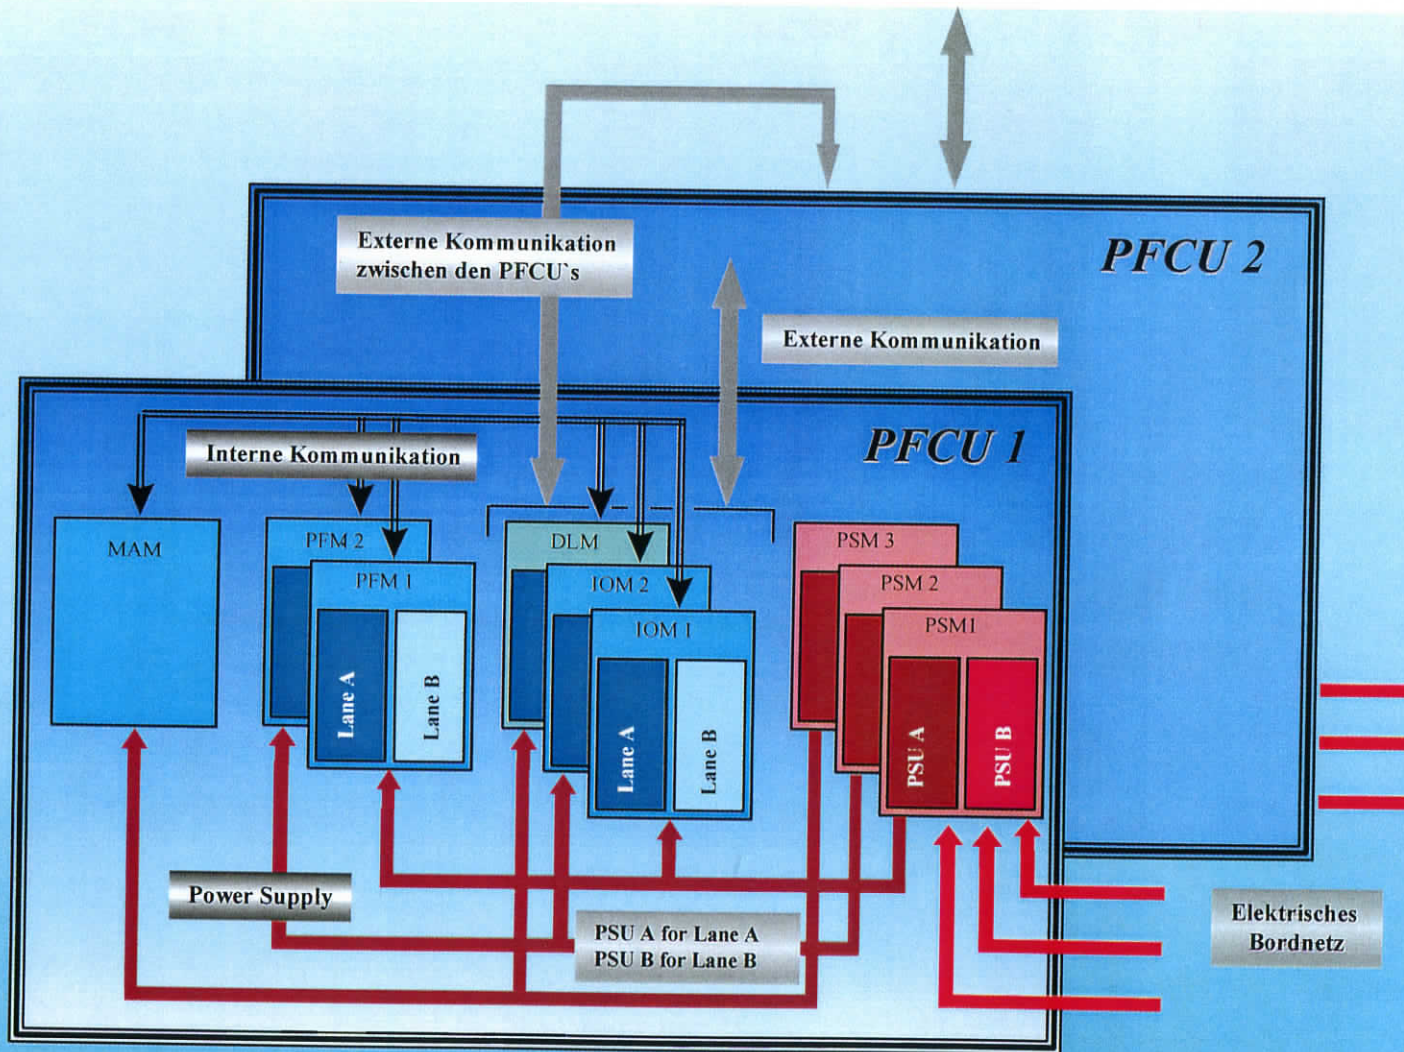 Externe Kommunikation
zwischen den PFCU`s
PFCU 2
Externe Kommunikation
PFCU 1
Interne Kommunikation
MAM
PFM 2
PFM 1
Lane A
Lane B
DLM
IOM 2
IOM 1
Lane A
Lane B
PSM 3
PSM 2
PSM1
PSU A
PSU B
Power Supply
PSU A for Lane A
PSU B for Lane B
Elektrisches
Bordnetz